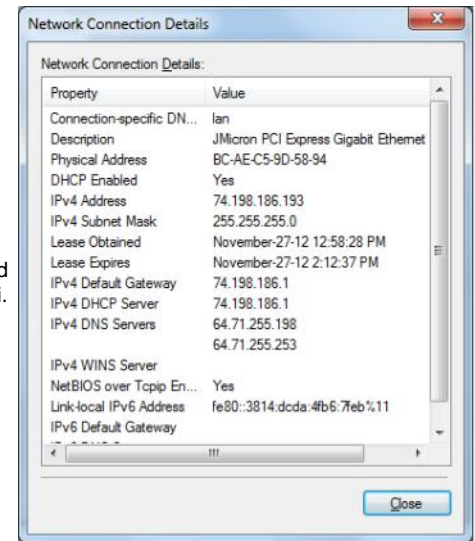 Network Connection Details
Network Connection Details:
Property Value
Connection-specific DN... lan
Description JMicron PCI Express Gigabit Ethernet
Physical Address BC-AE-C5-9D-58-94
DHCP Enabled Yes
IPv4 Address 74.198.186.193
IPv4 Subnet Mask 255.255.255.0
Lease Obtained November-27-12 12:58:28 PM
Lease Expires November-27-12 2:12:37 PM
IPv4 Default Gateway 74.198.186.1
IPv4 DHCP Server 74.198.186.1
IPv4 DNS Servers 64.71.255.198
64.71.255.253
IPv4 WINS Server
NetBIOS over Tcpip En... Yes
Link-local IPv6 Address fe80::3814:dcda:4fb6:7feb%11
IPv6 Default Gateway
Close